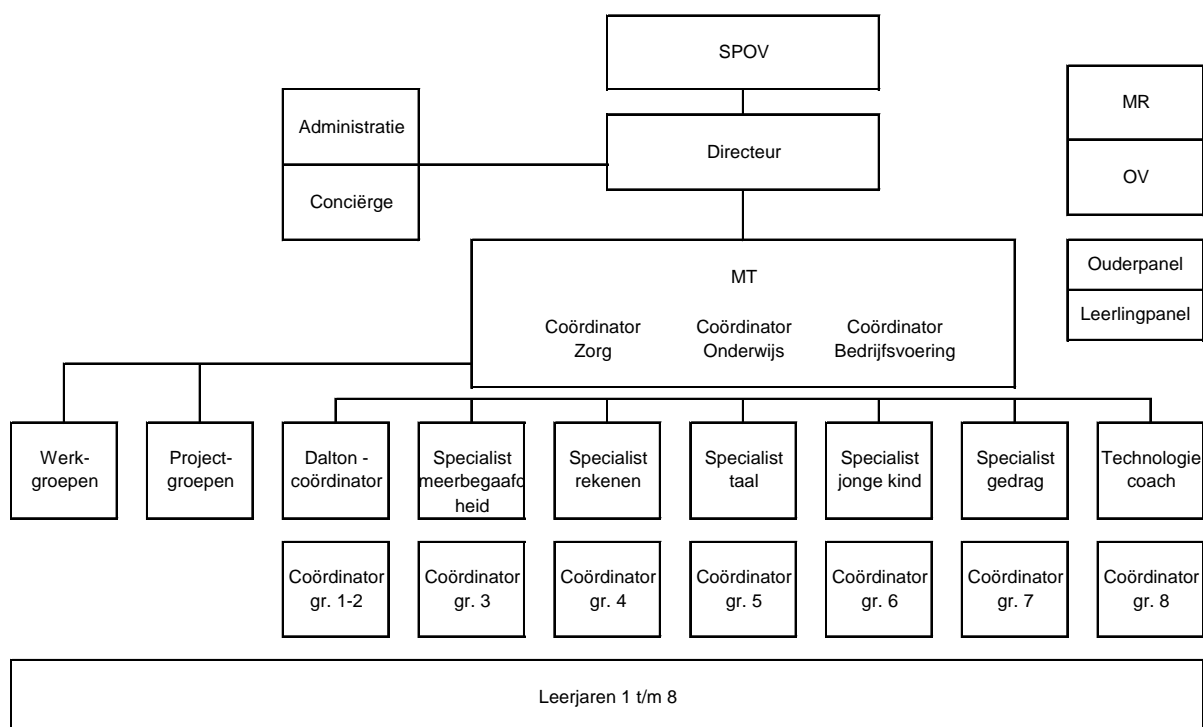 SPOV
Directeur
Administratie
Conciërge
MR
OV
Ouderpanel
Leerlingpanel
MT
Coördinator
Zorg
Coördinator
Onderwijs
Coördinator
Bedrijfsvoering
Werk-
groepen
Project-
groepen
Dalton -
coördinator
Specialist
meerbegaafd
heid
Specialist
rekenen
Specialist
taal
Specialist
jonge kind
Specialist
gedrag
Technologie
coach
Coördinator
gr. 1-2
Coördinator
gr. 3
Coördinator
gr. 4
Coördinator
gr. 5
Coördinator
gr. 6
Coördinator
gr. 7
Coördinator
gr. 8
Leerjaren 1 t/m 8